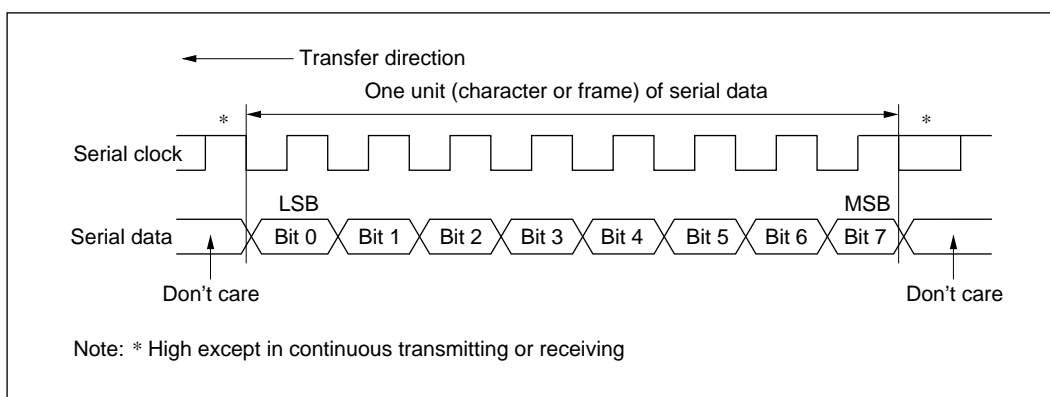 Transfer direction
One unit (character or frame) of serial data
* *
Serial clock
LSB MSB
Serial data Bit 0 Bit 1 Bit 2 Bit 3 Bit 4 Bit 5 Bit 6 Bit 7
Don't care Don't care
Note: * High except in continuous transmitting or receiving